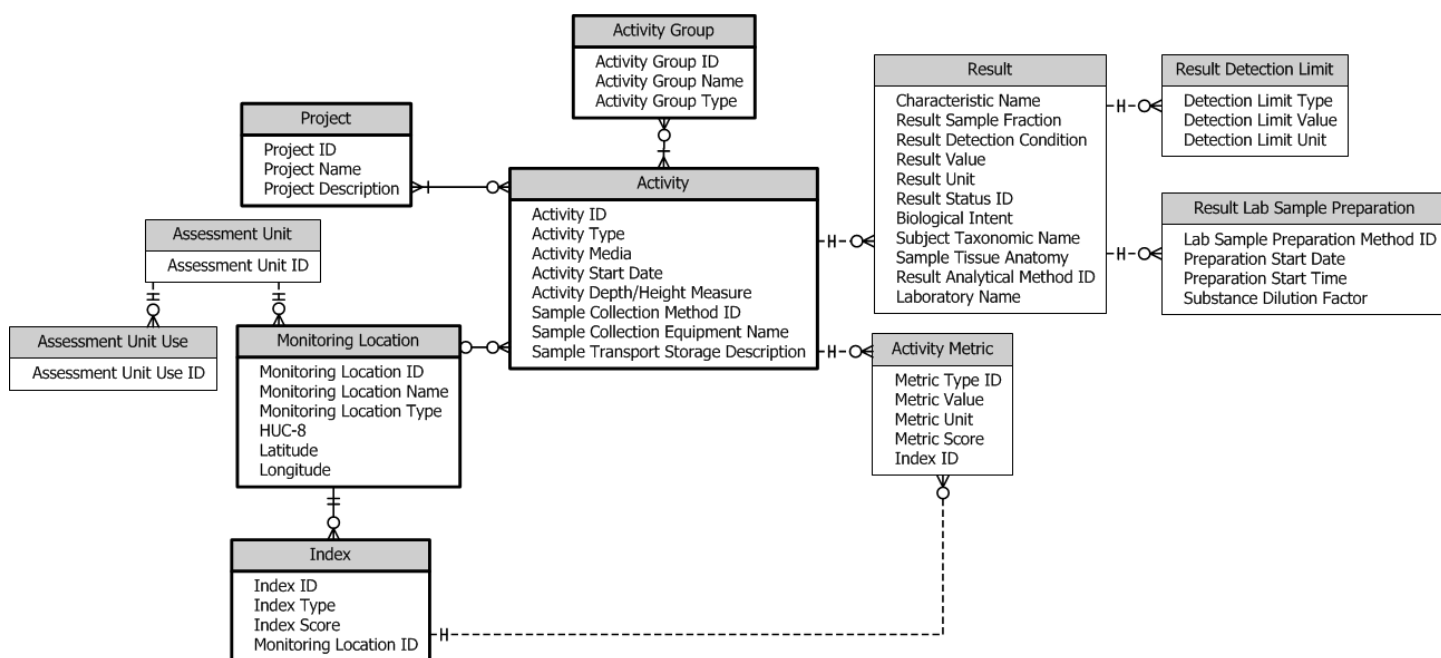 Activity Group
Activity Group ID
Activity Group Name
Activity Group Type
Project
Project ID
Project Name
Project Description
Activity
Activity ID
Activity Type
Activity Media
Activity Start Date
Activity Depth/Height Measure
Sample Collection Method ID
Sample Collection Equipment Name
Sample Transport Storage Description
Result
Characteristic Name
Result Sample Fraction
Result Detection Condition
Result Value
Result Unit
Result Status ID
Biological Intent
Subject Taxonomic Name
Sample Tissue Anatomy
Result Analytical Method ID
Laboratory Name
Result Detection Limit
Detection Limit Type
Detection Limit Value
Detection Limit Unit
Result Lab Sample Preparation
Lab Sample Preparation Method ID
Preparation Start Date
Preparation Start Time
Substance Dilution Factor
Assessment Unit
Assessment Unit ID
Assessment Unit Use
Assessment Unit Use ID
Monitoring Location
Monitoring Location ID
Monitoring Location Name
Monitoring Location Type
HUC-8
Latitude
Longitude
Activity Metric
Metric Type ID
Metric Value
Metric Unit
Metric Score
Index ID
Index
Index ID
Index Type
Index Score
Monitoring Location ID